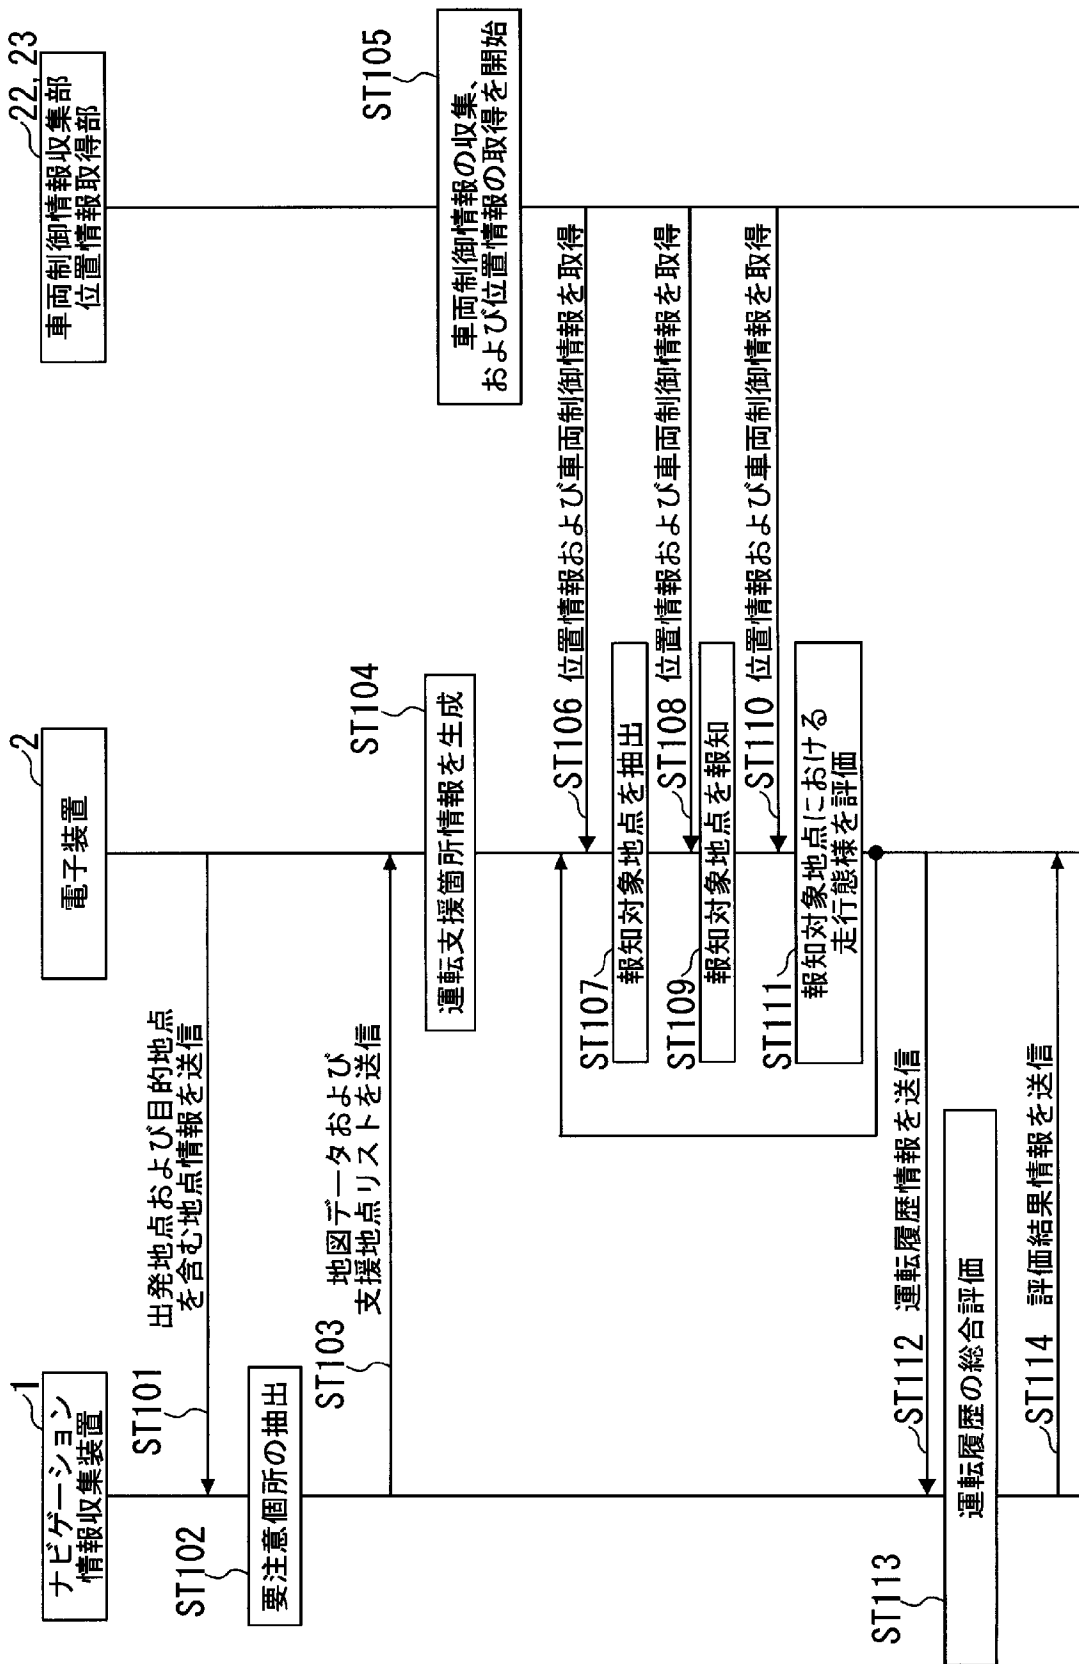 1
ナビゲーション
情報収集装置
2
電子装置
22, 23
車両制御情報収集部
位置情報取得部
ST101
出発地点および目的地点
を含む地点情報を送信
ST102
要注意個所の抽出
ST103
地図データおよび
支援地点リストを送信
ST104
運転支援箇所情報を生成
ST105
車両制御情報の収集、
および位置情報の取得を開始
ST106 位置情報および車両制御情報を取得
ST107
報知対象地点を抽出
ST108 位置情報および車両制御情報を取得
ST109
報知対象地点を報知
ST110 位置情報および車両制御情報を取得
ST111
報知対象地点における
走行態様を評価
ST112 運転履歴情報を送信
ST113
運転履歴の総合評価
ST114 評価結果情報を送信